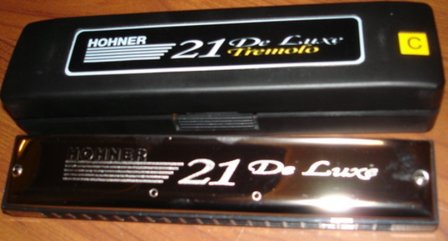 HOHNER 21 De Luxe
Tremolo
C
HOHNER 21 De Luxe